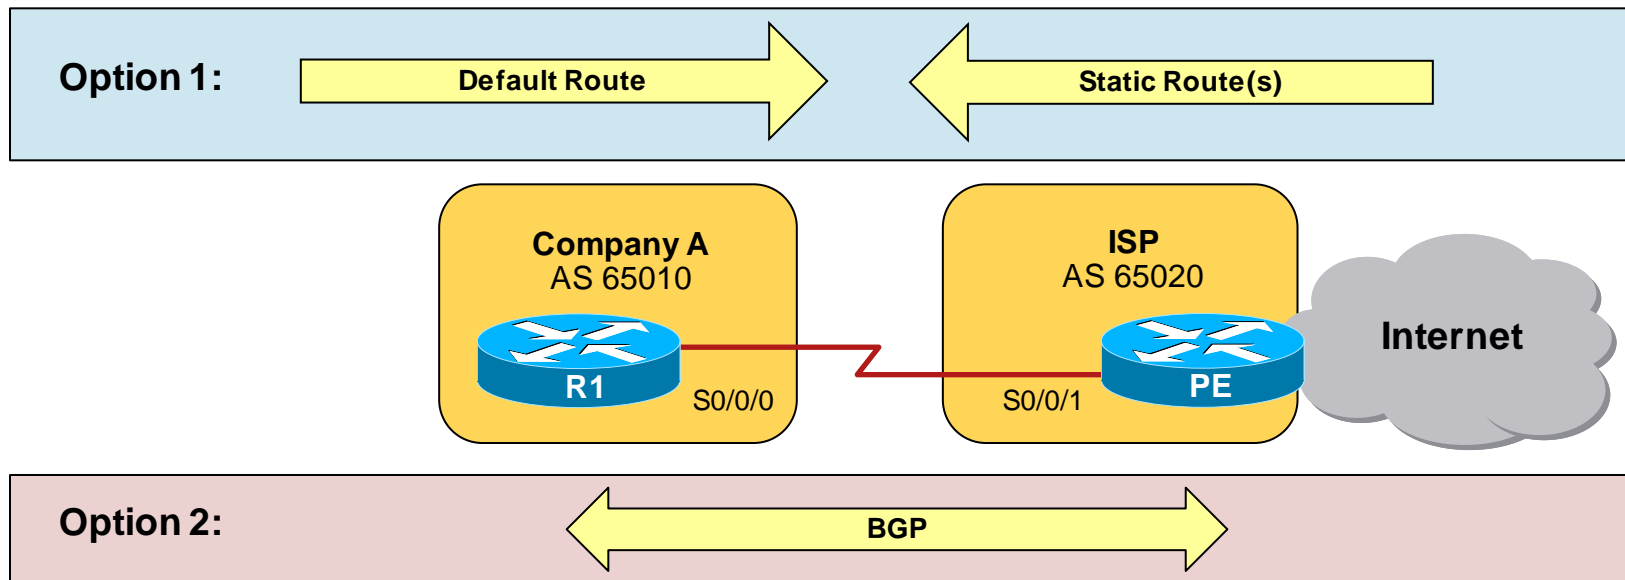 Option 1:
Default Route
Static Route(s)
Company A
AS 65010
ISP
AS 65020
Internet
R1
S0/0/0
S0/0/1
PE
Option 2:
BGP